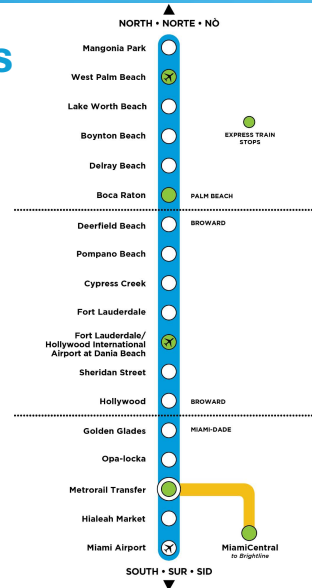 NORTH • NORTE • NÒ
s
Mangonia Park
West Palm Beach
Lake Worth Beach
Boynton Beach
EXPRESS TRAIN
STOPS
Delray Beach
Boca Raton
PALM BEACH
Deerfield Beach
BROWARD
Pompano Beach
Cypress Creek
Fort Lauderdale
Fort Lauderdale/
Hollywood International
Airport at Dania Beach
Sheridan Street
Hollywood
BROWARD
Golden Glades
MIAMI-DADE
Opa-locka
Metrorail Transfer
Hialeah Market
Miami Airport
MiamiCentral
to Brightline
SOUTH • SUR • SID